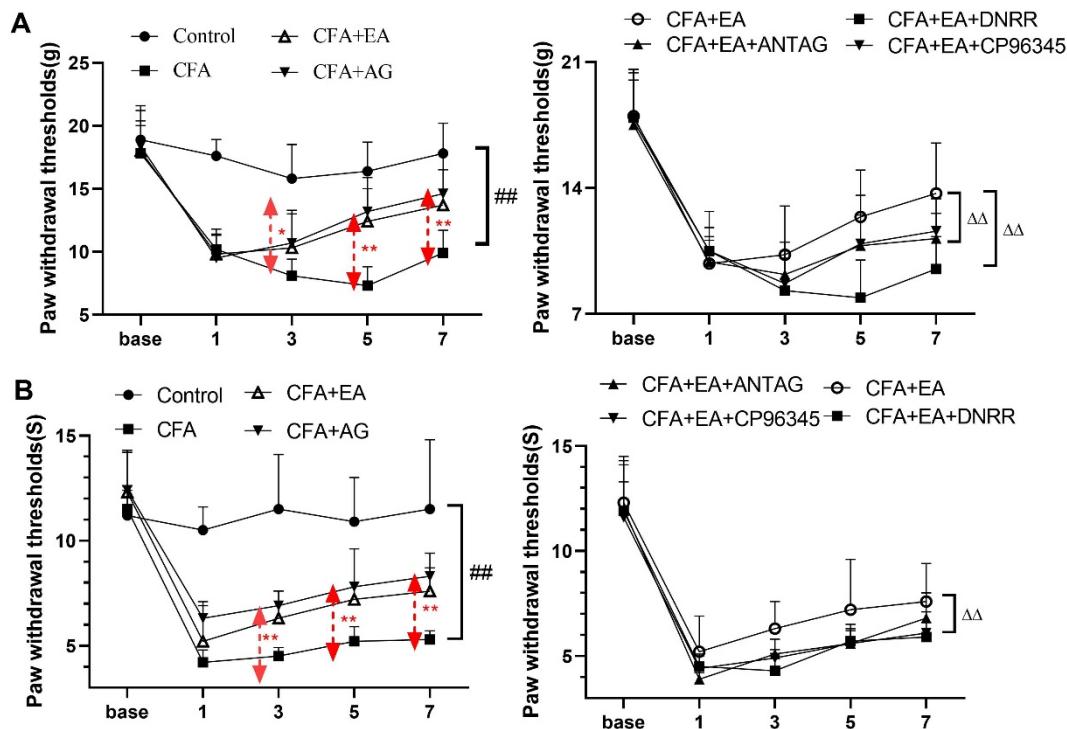 A
Control
CFA+EA
CFA
CFA+AG
Paw withdrawal thresholds(g)
25
20
15
10
5
*
**
**
##
base 1 3 5 7
CFA+EA
CFA+EA+DNRR
CFA+EA+ANTAG
CFA+EA+CP96345
Paw withdrawal thresholds(g)
21
14
7
ΔΔ
ΔΔ
base 1 3 5 7
B
Control
CFA+EA
CFA
CFA+AG
Paw withdrawal thresholds(S)
15
10
5
**
**
**
##
base 1 3 5 7
CFA+EA+ANTAG
CFA+EA
CFA+EA+CP96345
CFA+EA+DNRR
Paw withdrawal thresholds(S)
15
10
5
ΔΔ
base 1 3 5 7